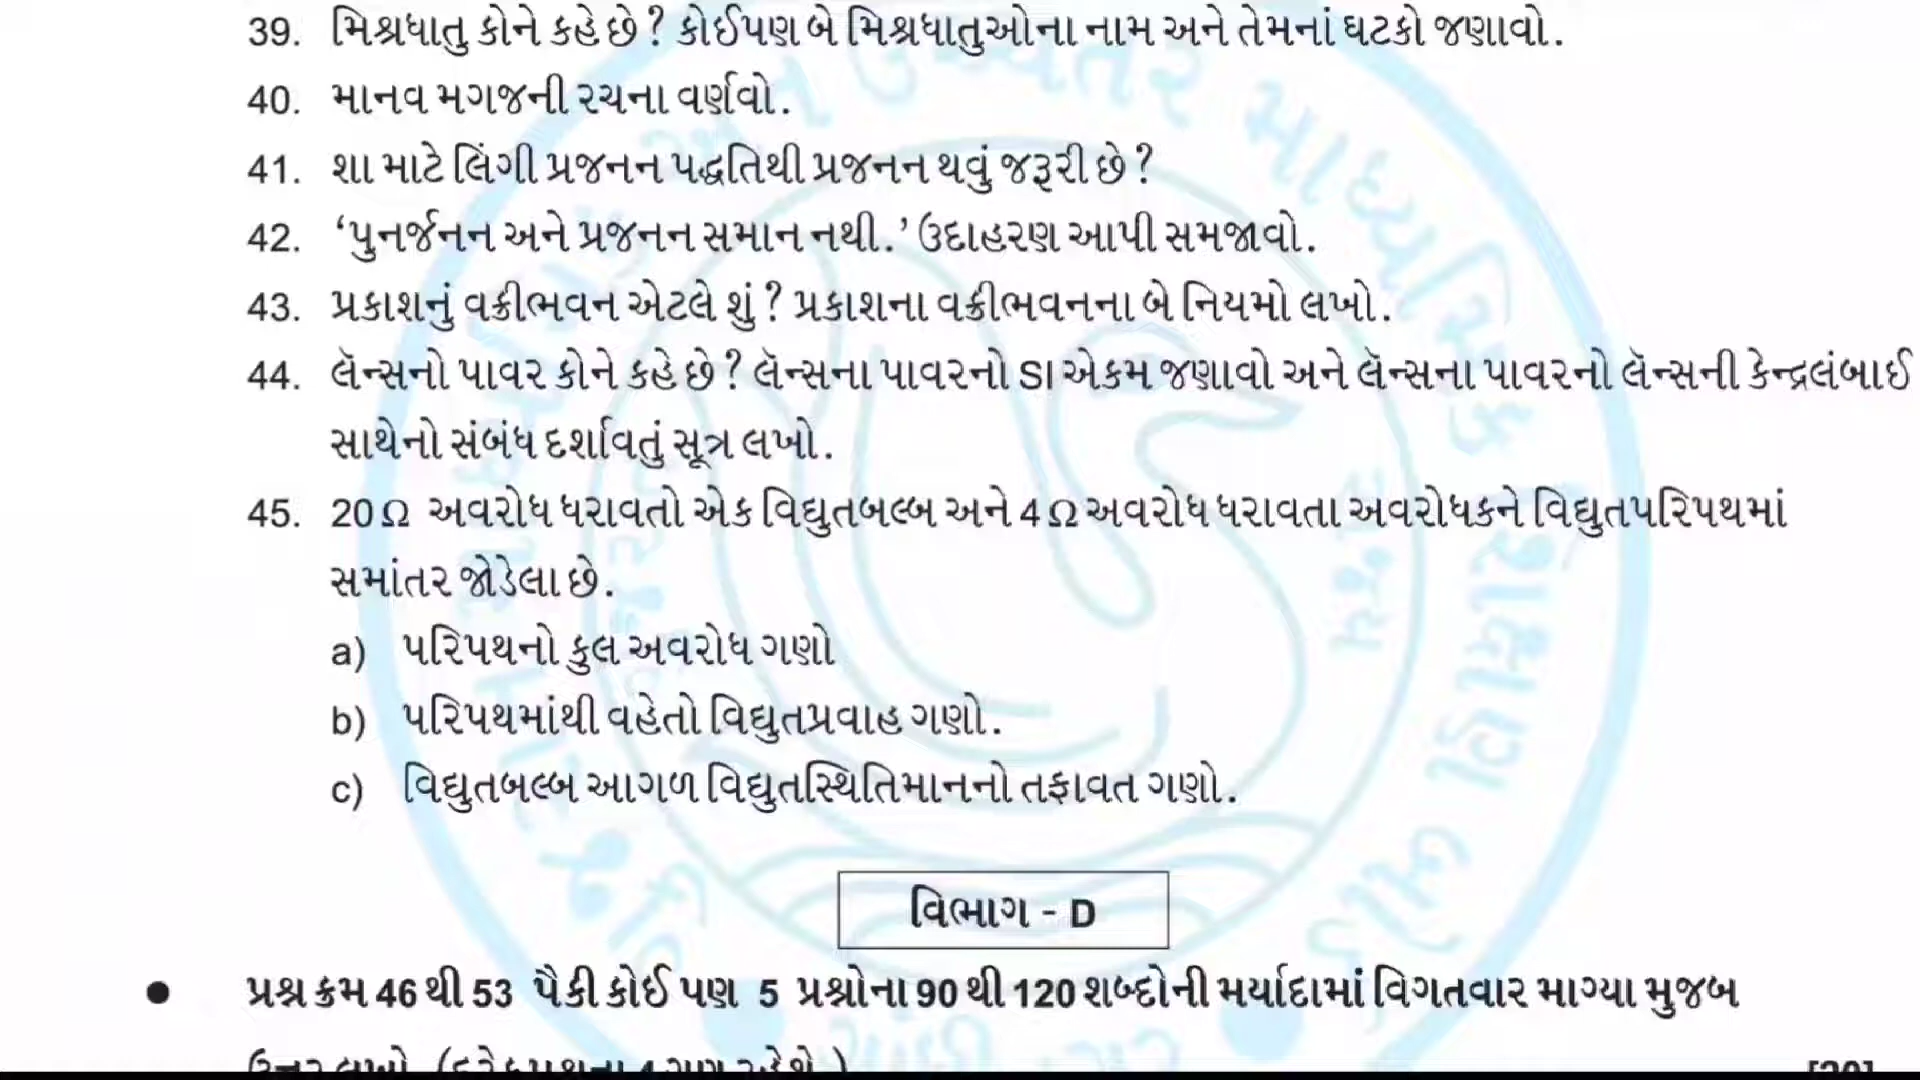 39. મિશ્રધાતુ કોને કહે છે ? કોઈપણ બે મિશ્રધાતુઓના નામ અને તેમનાં ઘટકો જણાવો.
40. માનવ મગજની રચના વર્ણવો.
41. શા માટે લિંગી પ્રજનન પદ્ધતિથી પ્રજનન થવું જરૂરી છે ?
42. ‘પુનર્જનન અને પ્રજનન સમાન નથી.’ ઉદાહરણ આપી સમજાવો.
43. પ્રકાશનું વક્રીભવન એટલે શું ? પ્રકાશના વક્રીભવનના બે નિયમો લખો.
44. લૅન્સનો પાવર કોને કહે છે ? લૅન્સના પાવરનો SI એકમ જણાવો અને લૅન્સના પાવરનો લૅન્સની કેન્દ્રલંબાઈ
સાથેનો સંબંધ દર્શાવતું સૂત્ર લખો.
45. 20 Ω અવરોધ ધરાવતો એક વિદ્યુતબલ્બ અને 4 Ω અવરોધ ધરાવતા અવરોધકને વિદ્યુતપરિપથમાં
સમાંતર જોડેલા છે.
a) પરિપથનો કુલ અવરોધ ગણો
b) પરિપથમાંથી વહેતો વિદ્યુતપ્રવાહ ગણો.
c) વિદ્યુતબલ્બ આગળ વિદ્યુતસ્થિતિમાનનો તફાવત ગણો.
વિભાગ - D
● પ્રશ્ન ક્રમ 46 થી 53 પૈકી કોઈ પણ 5 પ્રશ્નોના 90 થી 120 શબ્દોની મર્યાદામાં વિગતવાર માગ્યા મુજબ